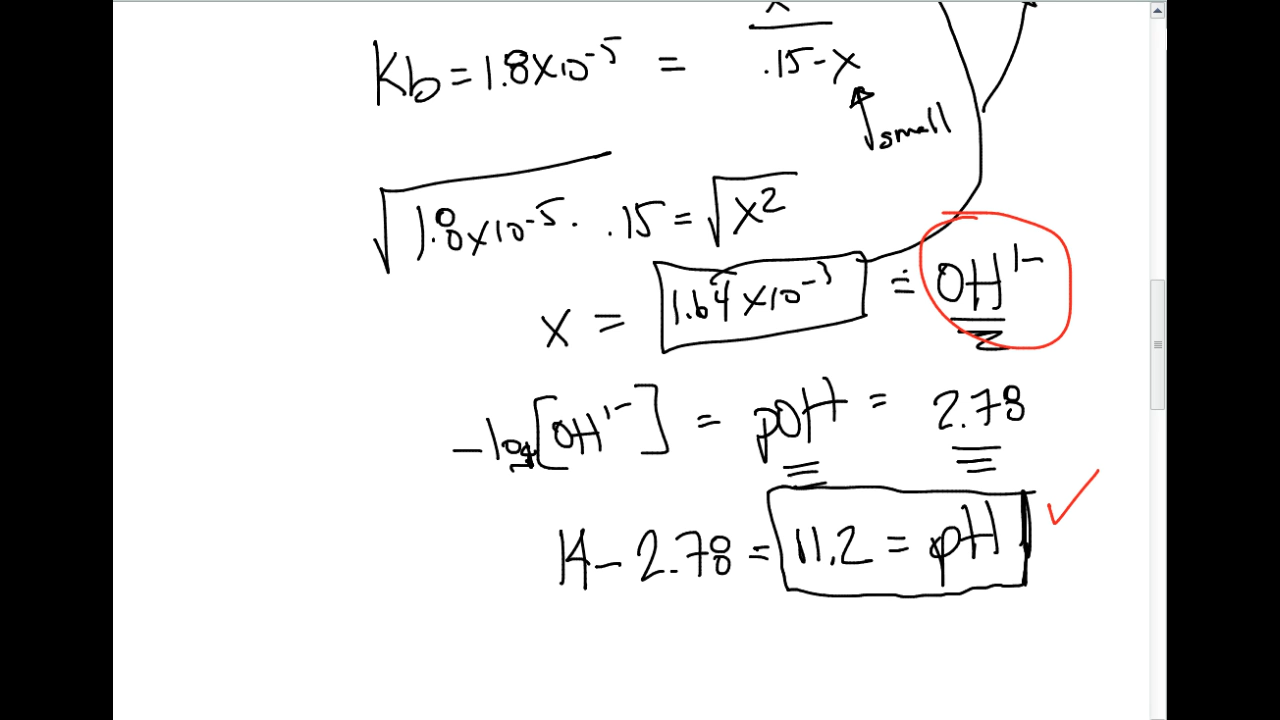 Kb = 1.8x10⁻⁵ = x / .15 - x
small
√1.8x10⁻⁵ · .15 = √x²
x = 1.64x10⁻³ = OH¹⁻
-log[OH¹⁻] = pOH = 2.78
14 - 2.78 = 11.2 = pH